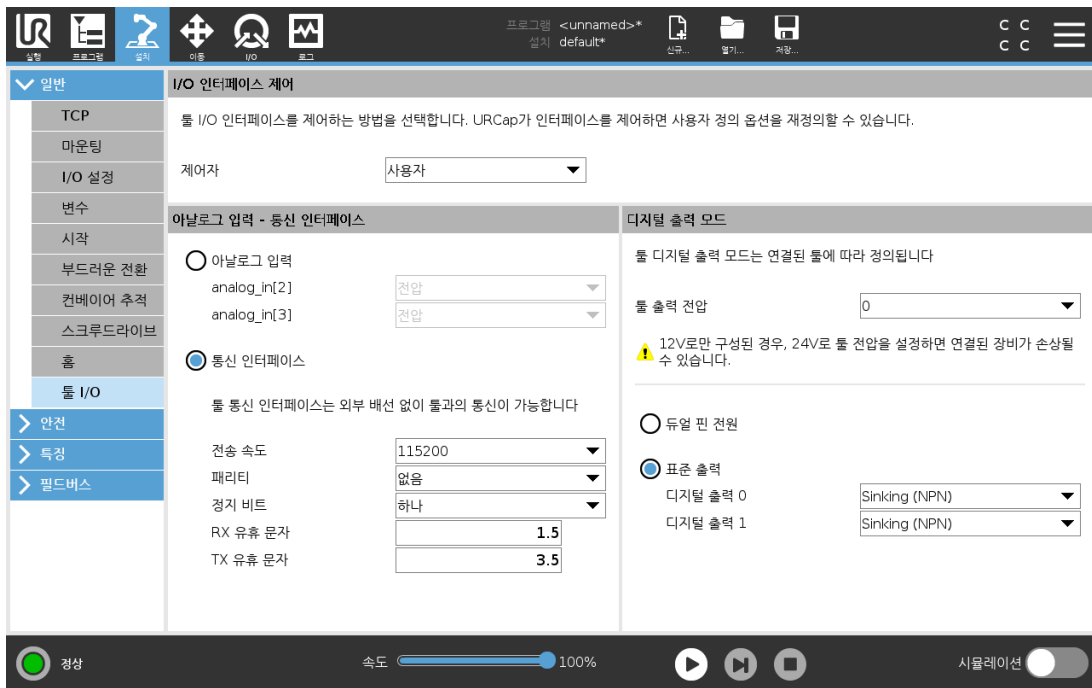 UR
실행
프로그램
설치
이동
I/O
로그
프로그램 <unnamed>*
설치 default*
신규...
열기...
저장...
C C
C C
일반
TCP
마운팅
I/O 설정
변수
시작
부드러운 전환
컨베이어 추적
스크루드라이브
홈
툴 I/O
안전
특징
필드버스
I/O 인터페이스 제어
툴 I/O 인터페이스를 제어하는 방법을 선택합니다. URCap가 인터페이스를 제어하면 사용자 정의 옵션을 재정의할 수 있습니다.
제어자 사용자
아날로그 입력 - 통신 인터페이스
아날로그 입력
analog_in[2] 전압
analog_in[3] 전압
통신 인터페이스
툴 통신 인터페이스는 외부 배선 없이 툴과의 통신이 가능합니다
전송 속도 115200
패리티 없음
정지 비트 하나
RX 유휴 문자 1.5
TX 유휴 문자 3.5
디지털 출력 모드
툴 디지털 출력 모드는 연결된 툴에 따라 정의됩니다
툴 출력 전압 0
12V로만 구성된 경우, 24V로 툴 전압을 설정하면 연결된 장비가 손상될
수 있습니다.
듀얼 핀 전원
표준 출력
디지털 출력 0 Sinking (NPN)
디지털 출력 1 Sinking (NPN)
정상
속도 100%
시뮬레이션